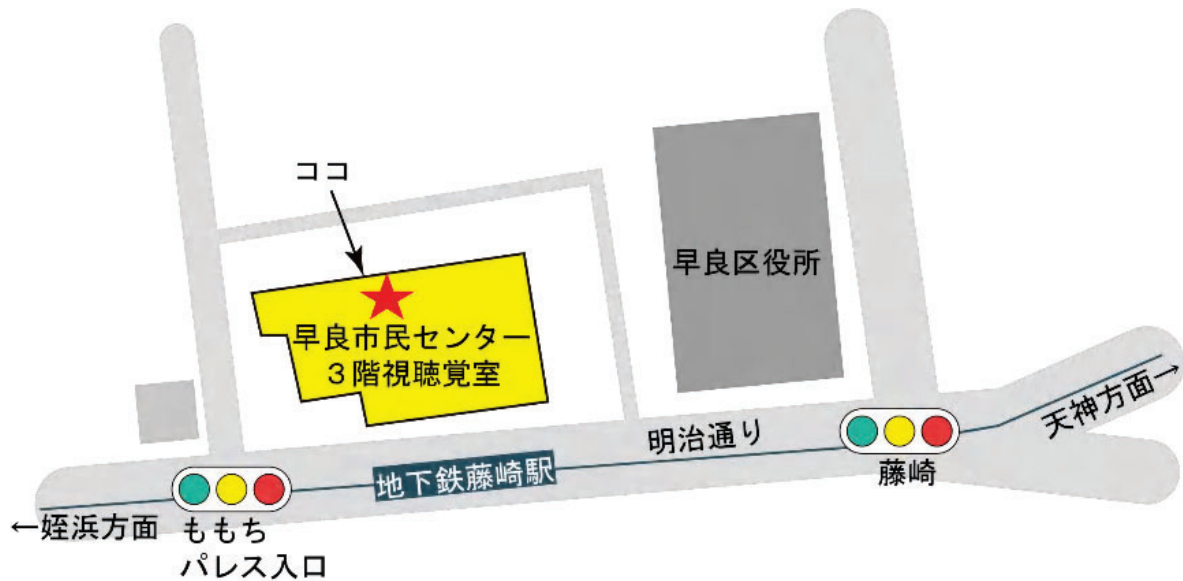 ココ
早良区役所
早良市民センター
３階視聴覚室
天神方面→
明治通り
藤崎
地下鉄藤崎駅
←姪浜方面
ももち
パレス入口